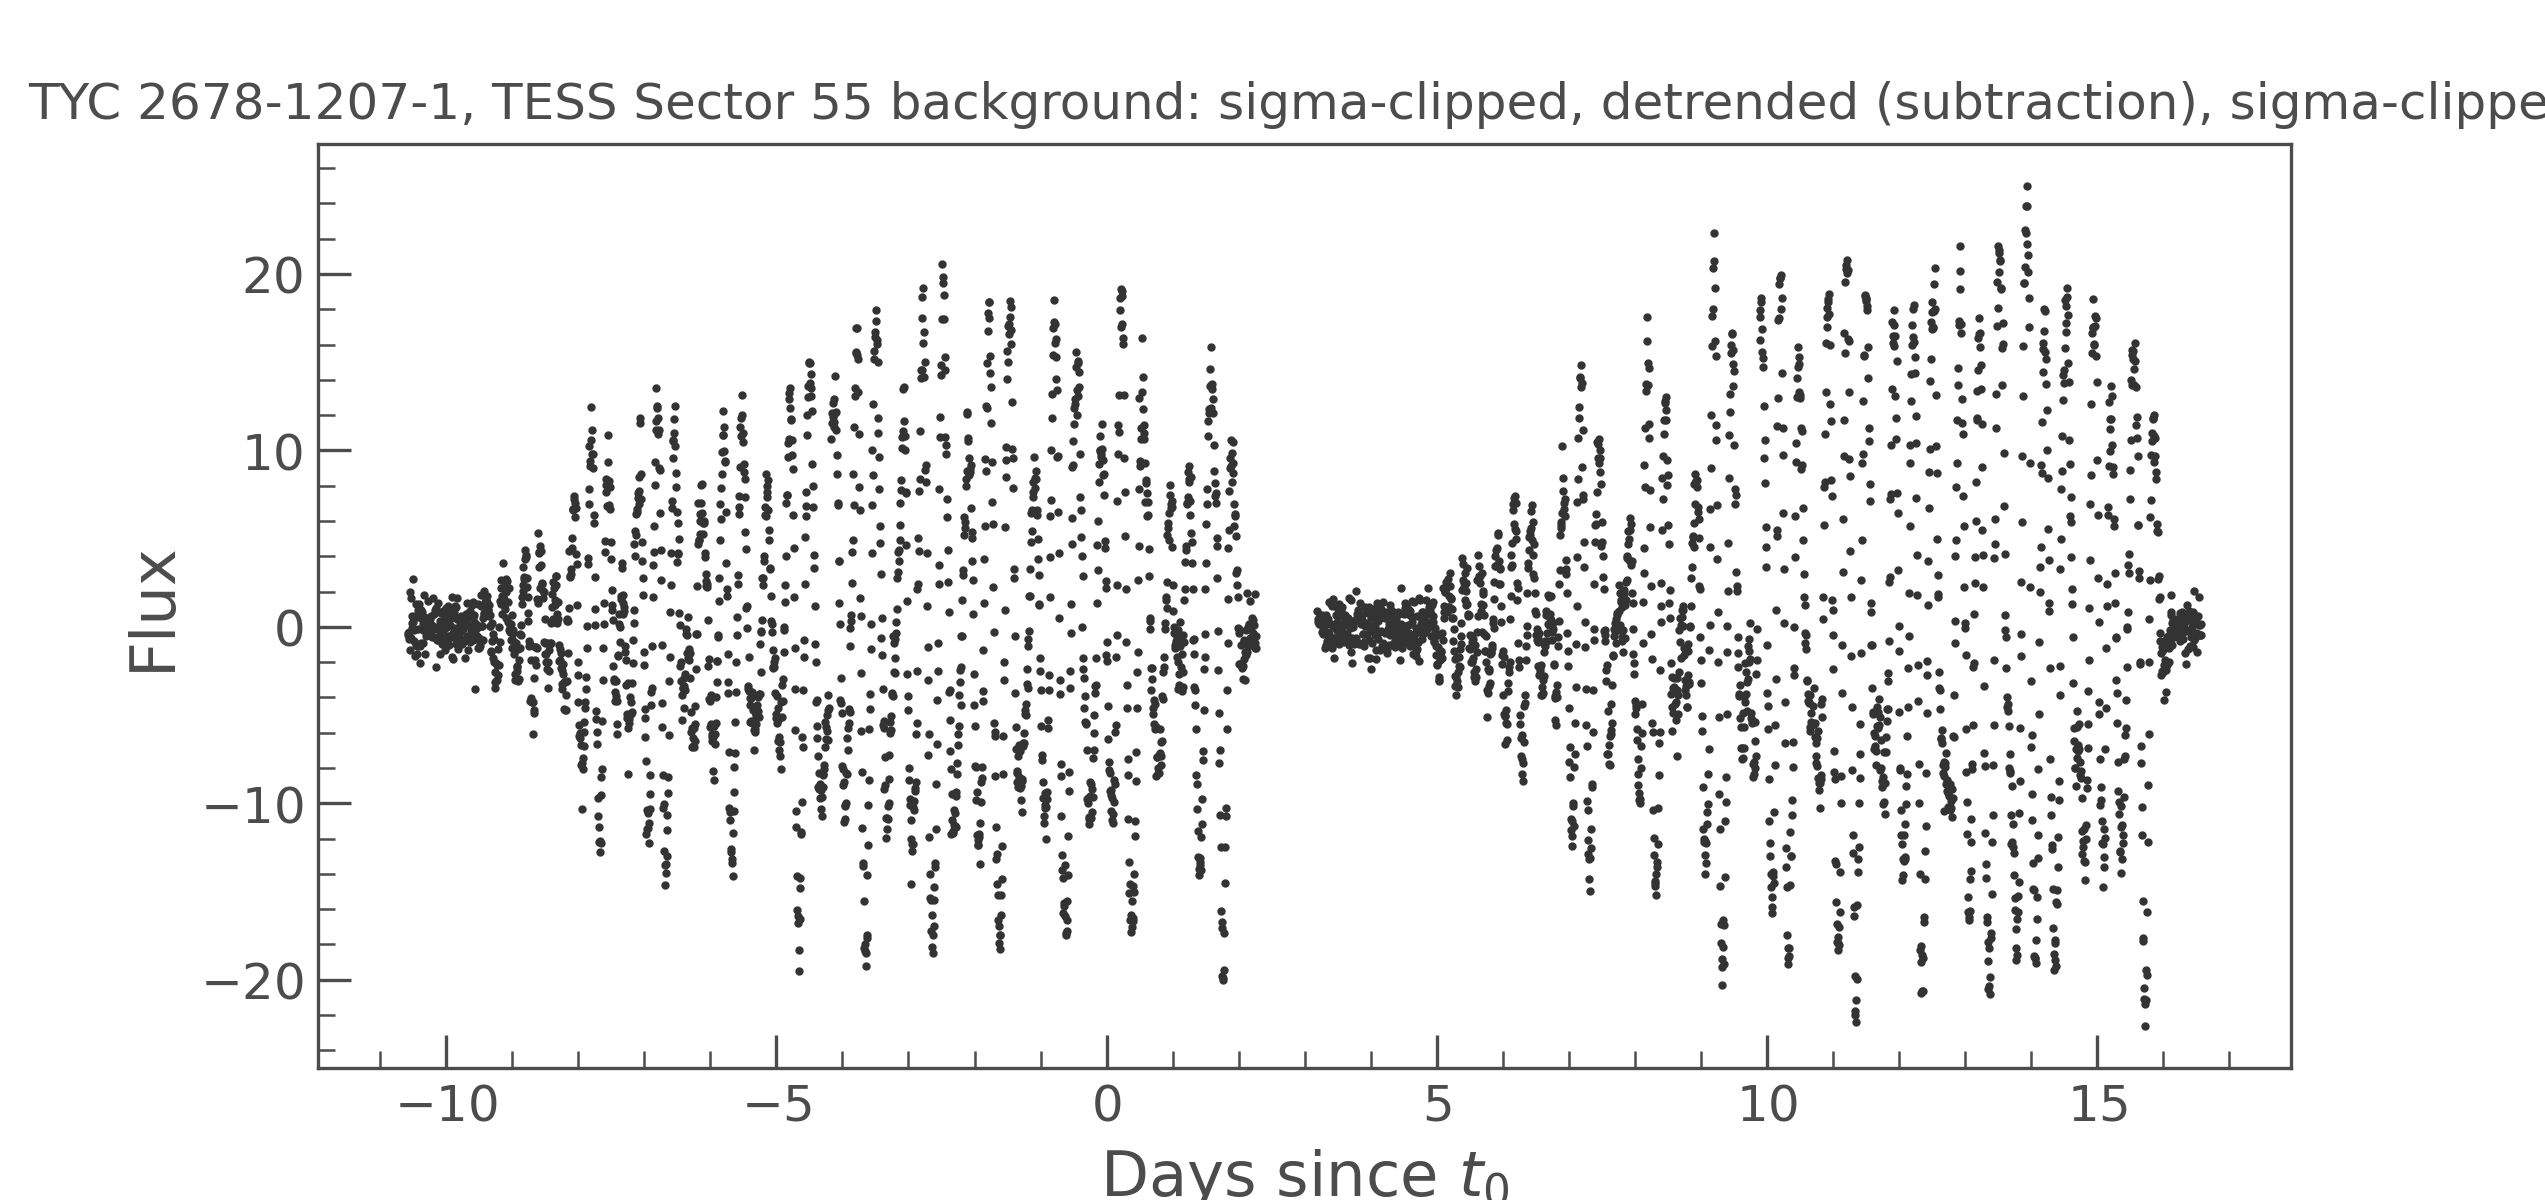 TYC 2678-1207-1, TESS Sector 55 background: sigma-clipped, detrended (subtraction), sigma-clippe
Flux
20
10
0
−10
−20
−10 −5 0 5 10 15
Days since t0